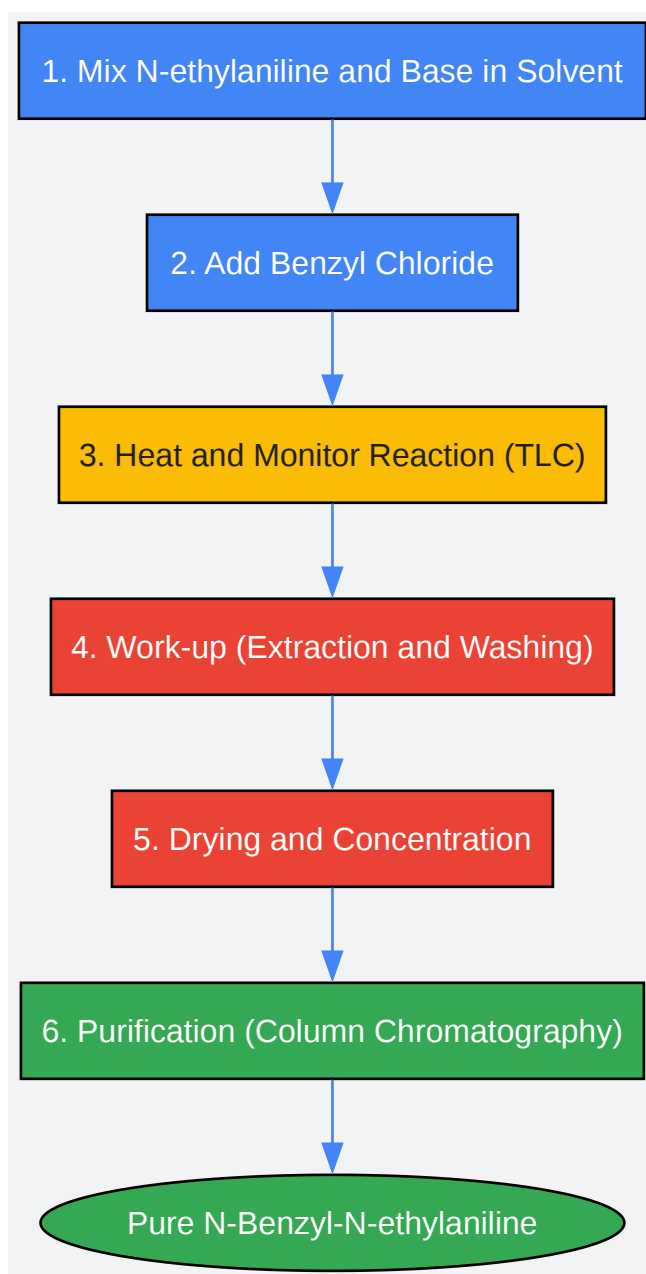 1. Mix N-ethylaniline and Base in Solvent
2. Add Benzyl Chloride
3. Heat and Monitor Reaction (TLC)
4. Work-up (Extraction and Washing)
5. Drying and Concentration
6. Purification (Column Chromatography)
Pure N-Benzyl-N-ethylaniline